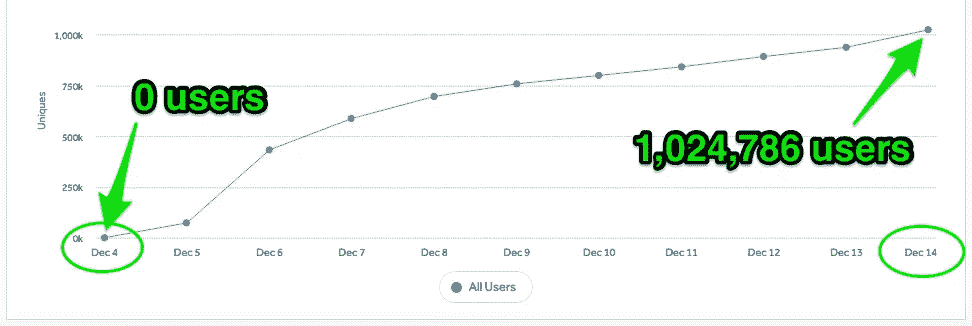 1,000k
750k
500k
250k
0k
Uniques
0 users
1,024,786 users
Dec 4 Dec 5 Dec 6 Dec 7 Dec 8 Dec 9 Dec 10 Dec 11 Dec 12 Dec 13 Dec 14
All Users